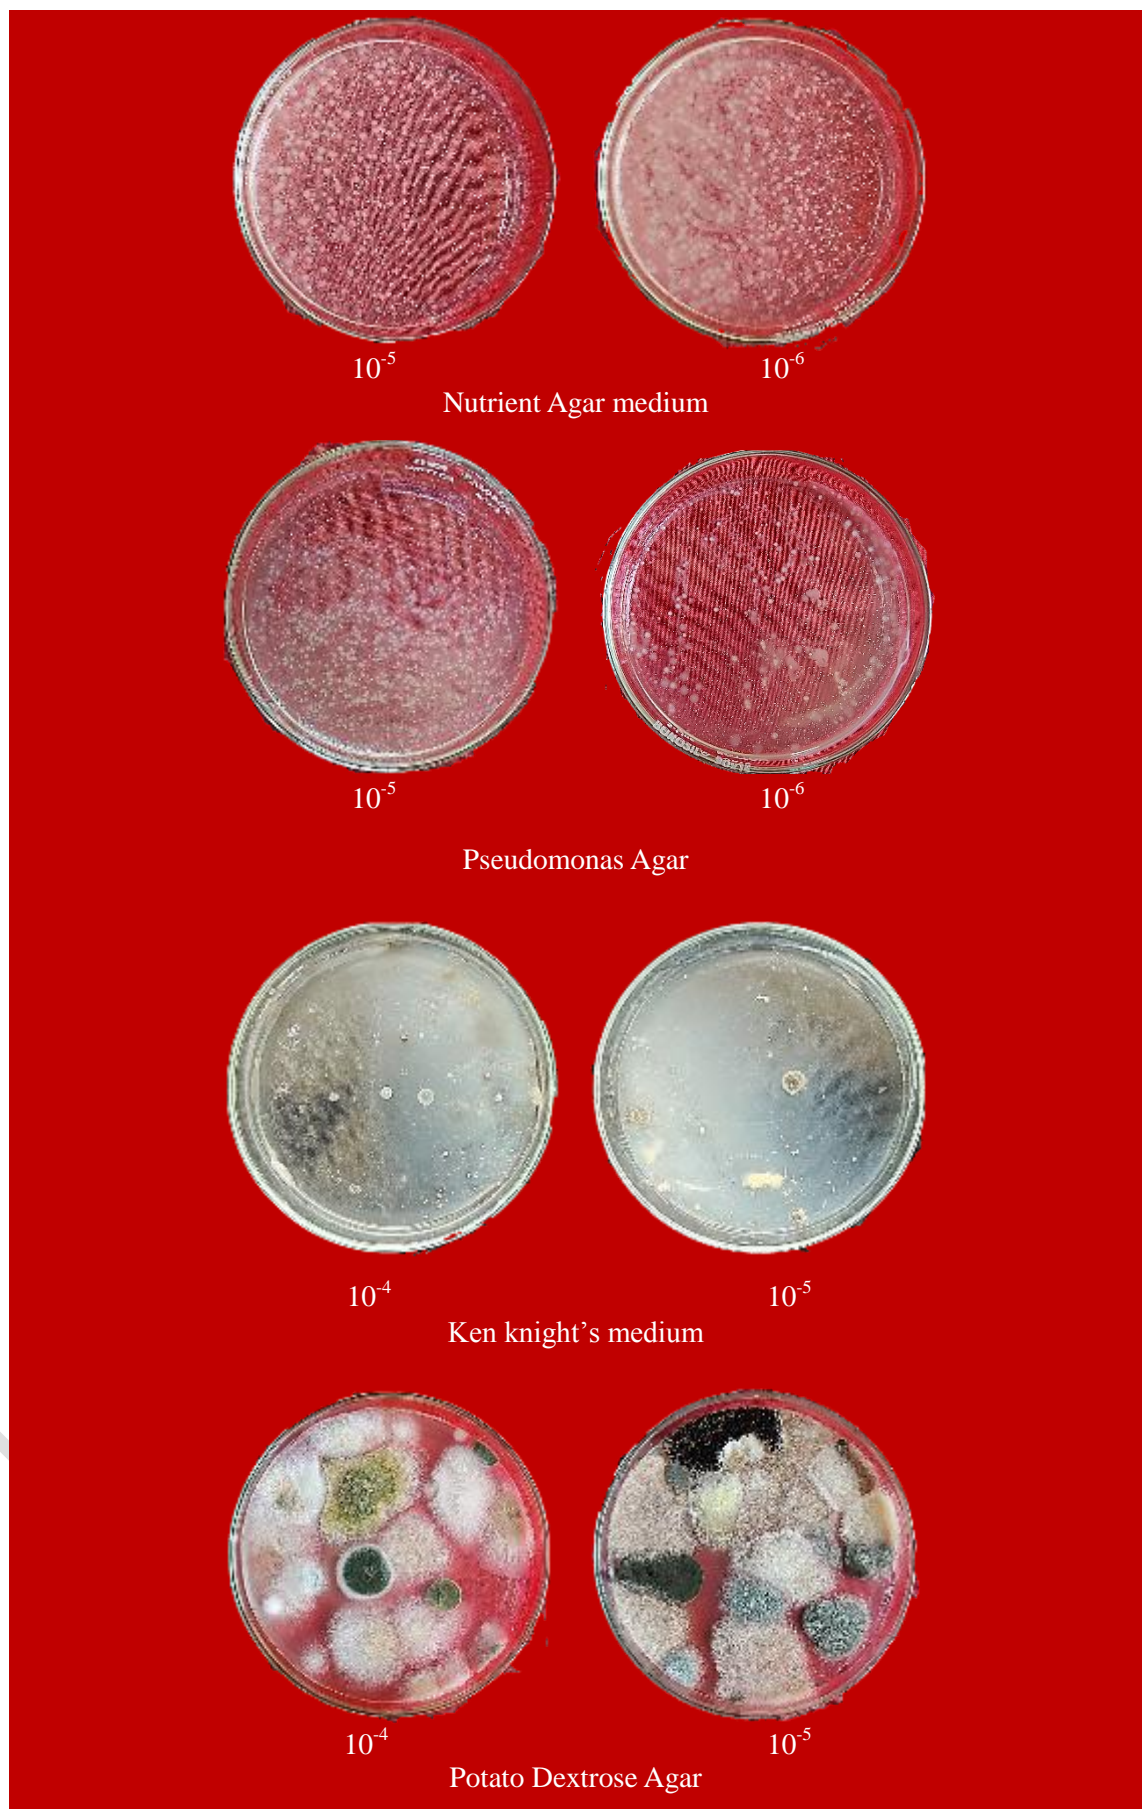 10⁻⁵ 10⁻⁶
Nutrient Agar medium
10⁻⁵ 10⁻⁶
Pseudomonas Agar
10⁻⁴ 10⁻⁵
Ken knight’s medium
10⁻⁴ 10⁻⁵
Potato Dextrose Agar